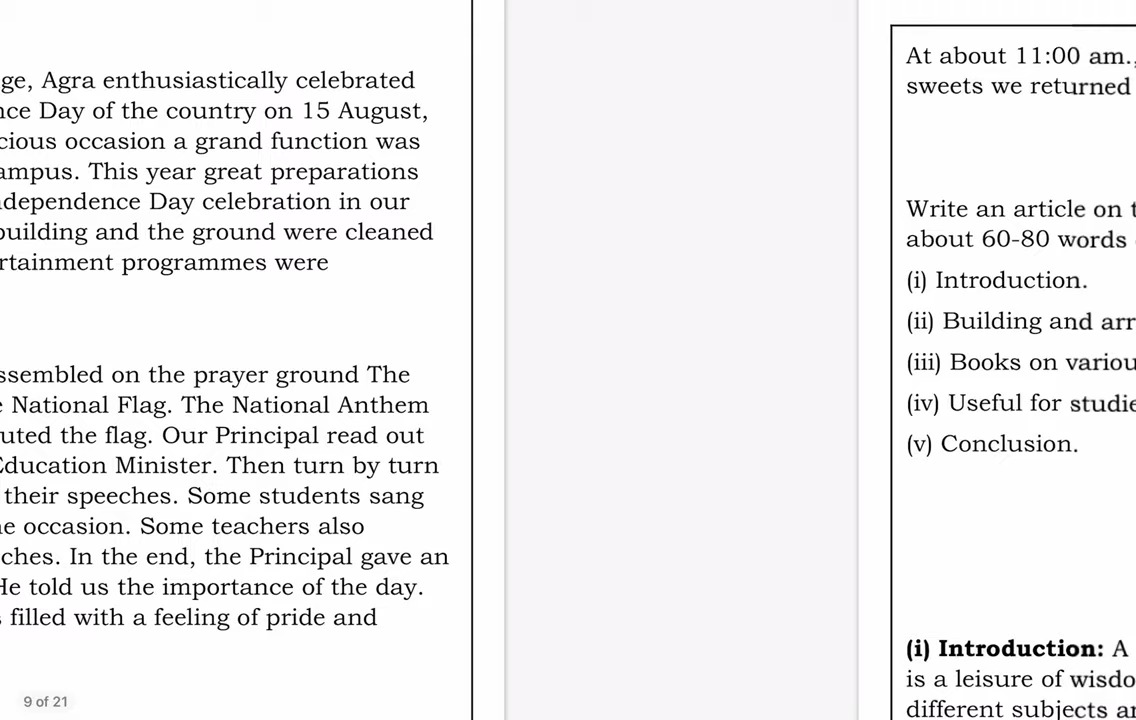 ge, Agra enthusiastically celebrated
nce Day of the country on 15 August,
cious occasion a grand function was
ampus. This year great preparations
ndependence Day celebration in our
building and the ground were cleaned
rtainment programmes were
ssembled on the prayer ground The
e National Flag. The National Anthem
uted the flag. Our Principal read out
Education Minister. Then turn by turn
their speeches. Some students sang
he occasion. Some teachers also
ches. In the end, the Principal gave an
He told us the importance of the day.
s filled with a feeling of pride and
9 of 21
At about 11:00 am.,
sweets we returned
Write an article on t
about 60-80 words
(i) Introduction.
(ii) Building and arr
(iii) Books on variou
(iv) Useful for studie
(v) Conclusion.
(i) Introduction: A
is a leisure of wisdo
different subjects an